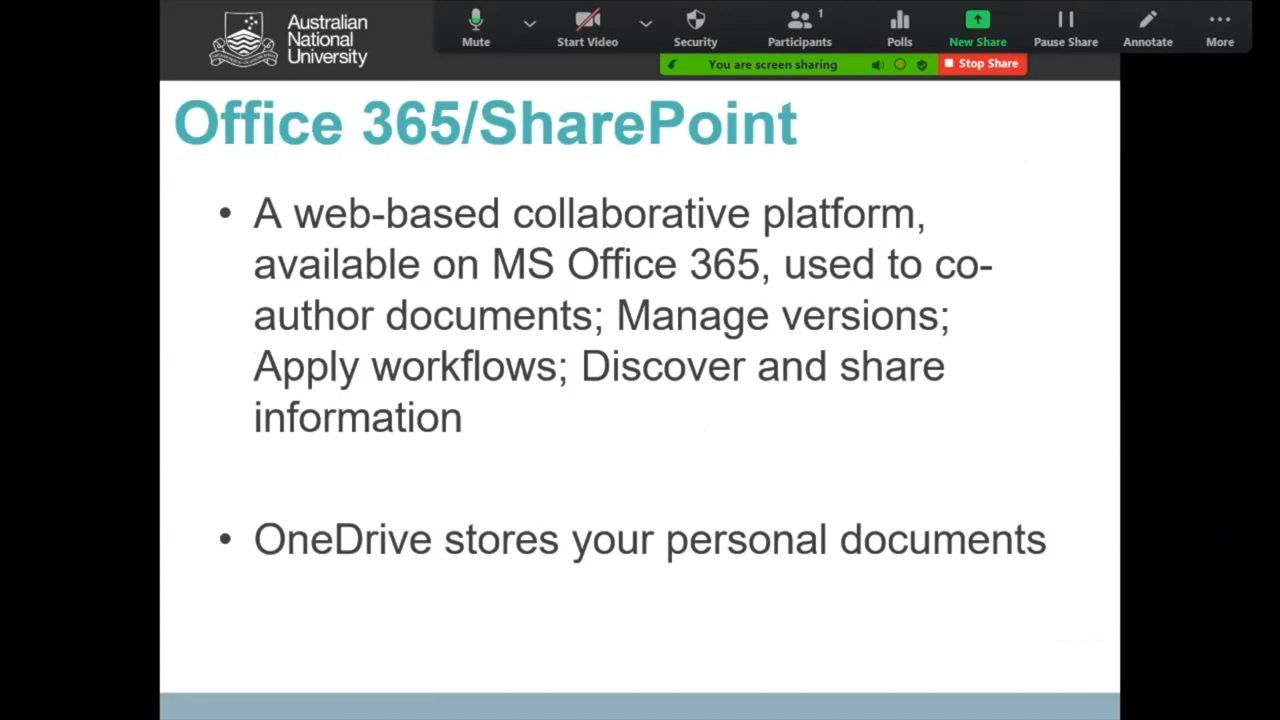 Australian
National
University
Mute
Start Video
Security
Participants
1
Polls
New Share
Pause Share
Annotate
More
You are screen sharing
Stop Share
Office 365/SharePoint
• A web-based collaborative platform,
available on MS Office 365, used to co-
author documents; Manage versions;
Apply workflows; Discover and share
information
• OneDrive stores your personal documents